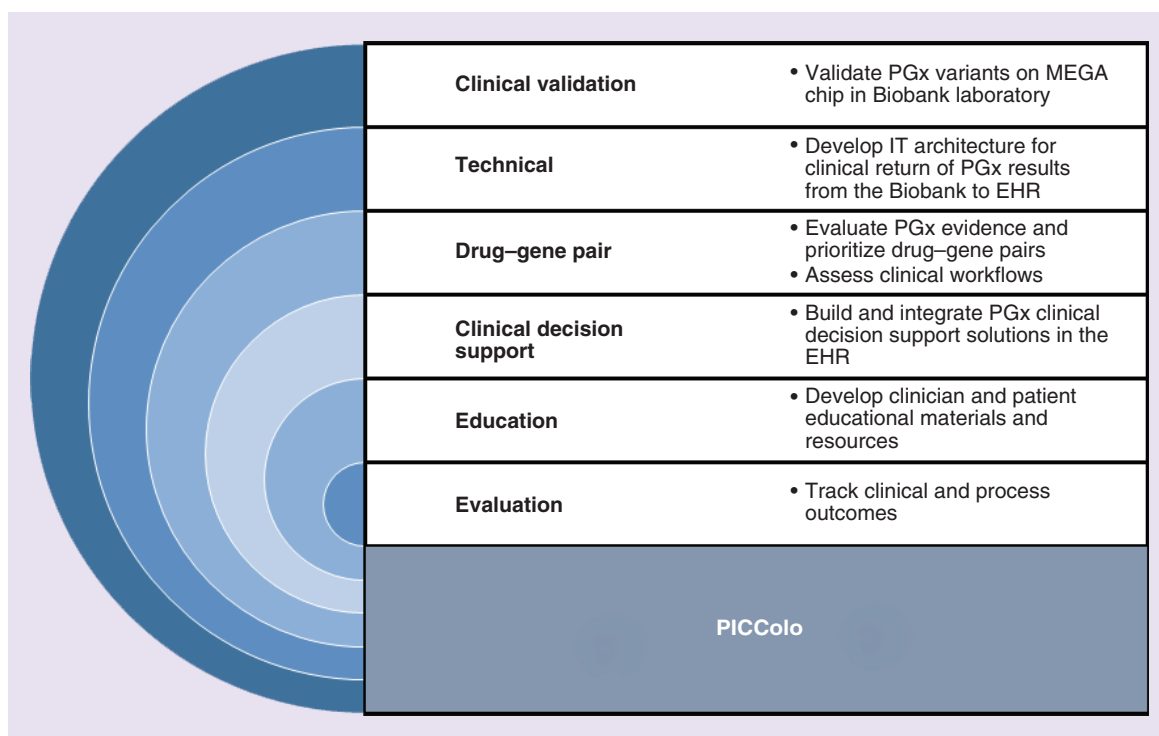 Clinical validation
• Validate PGx variants on MEGA
chip in Biobank laboratory
Technical
• Develop IT architecture for
clinical return of PGx results
from the Biobank to EHR
Drug–gene pair
• Evaluate PGx evidence and
prioritize drug–gene pairs
• Assess clinical workflows
Clinical decision
support
• Build and integrate PGx clinical
decision support solutions in the
EHR
Education
• Develop clinician and patient
educational materials and
resources
Evaluation
• Track clinical and process
outcomes
PICColo